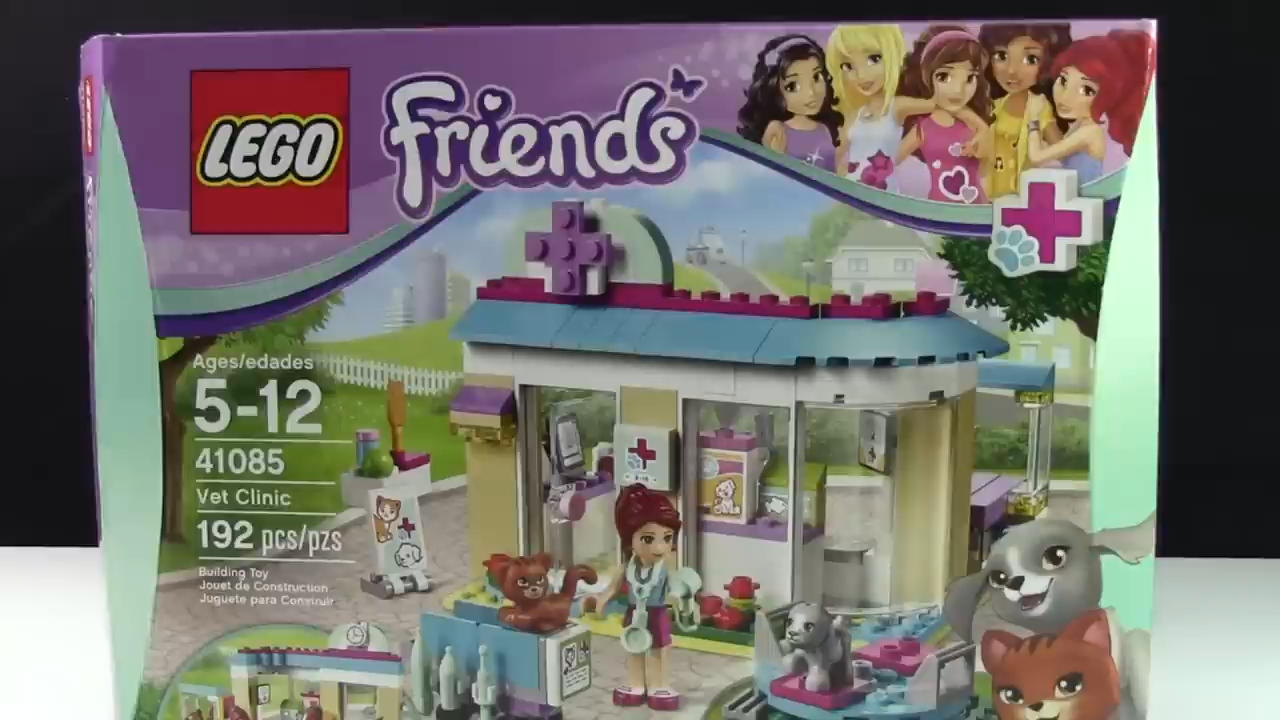 LEGO
Friends
Ages/edades
5-12
41085
Vet Clinic
192 pcs/pzs
Building Toy
Jouet de Construction
Juguete para Construir